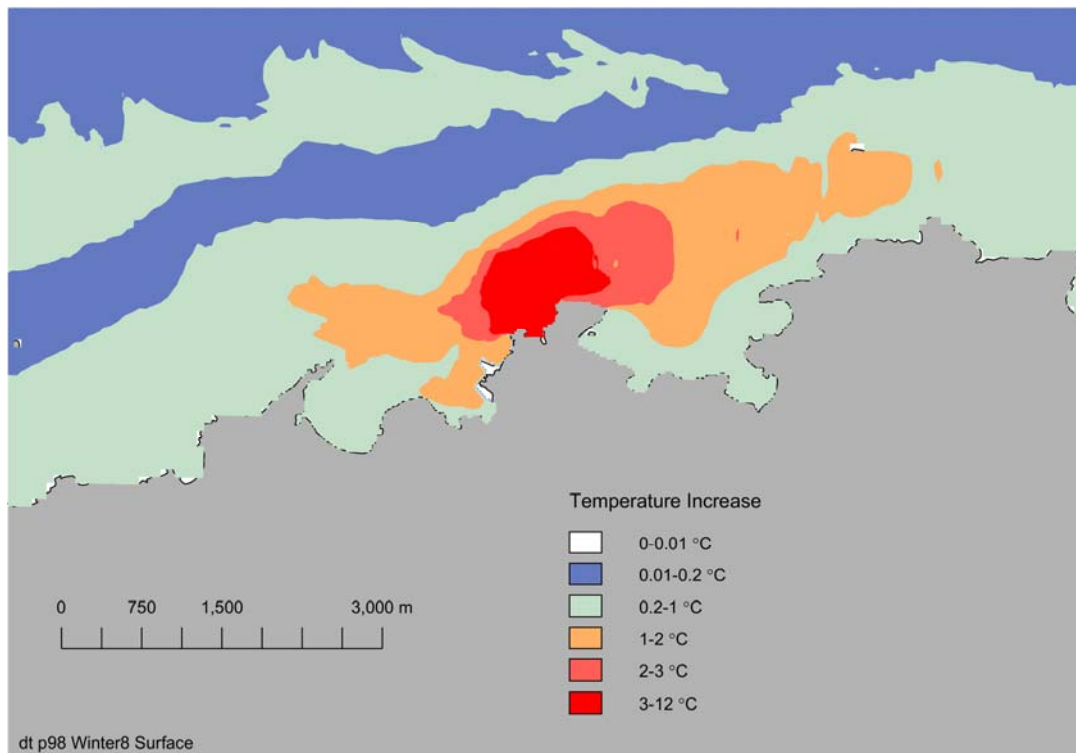 Temperature Increase
0-0.01 °C
0.01-0.2 °C
0.2-1 °C
1-2 °C
2-3 °C
3-12 °C
0 750 1,500 3,000 m
dt p98 Winter8 Surface